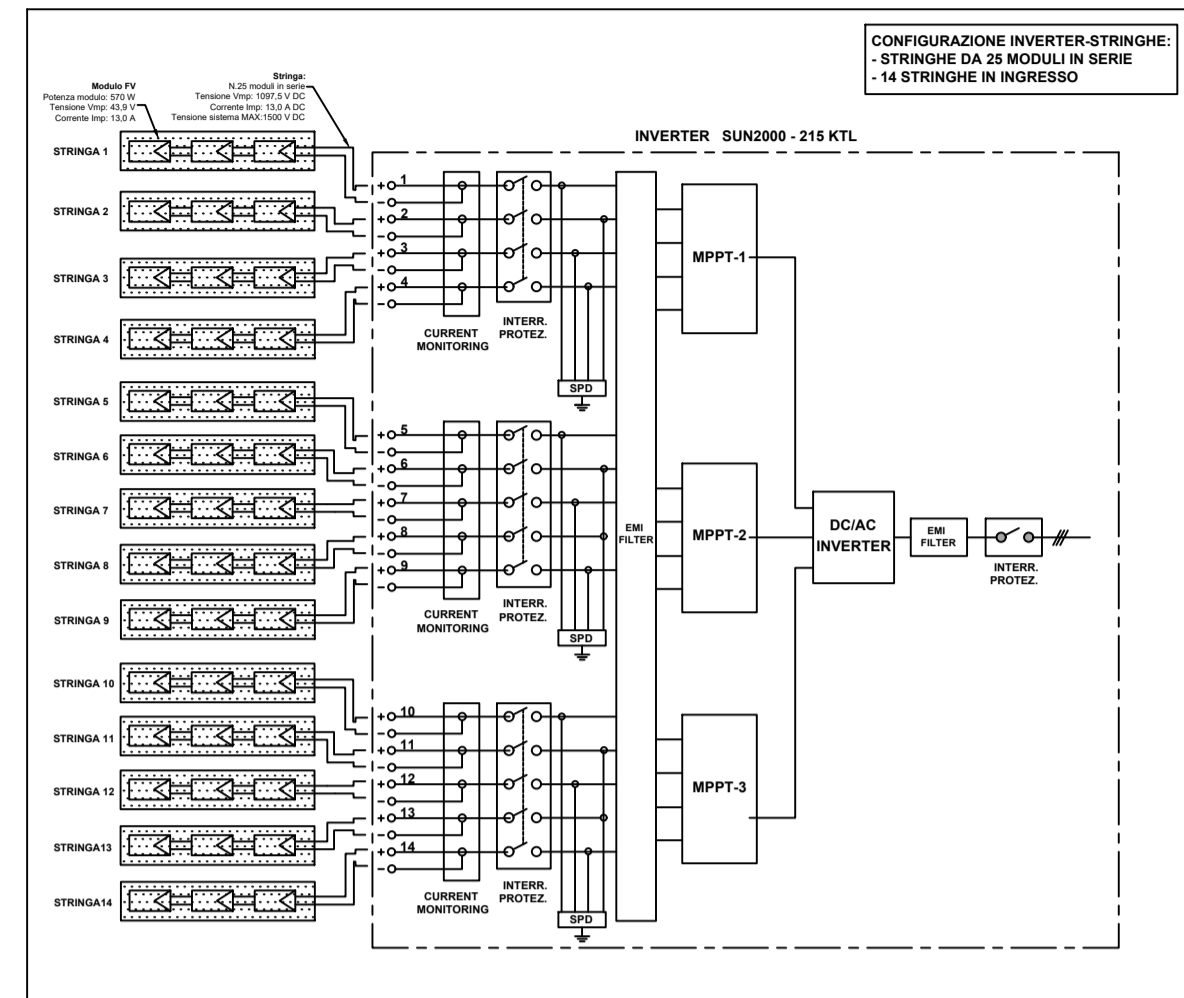 CONFIGURAZIONE INVERTER-STRINGHE:
- STRINGHE DA 25 MODULI IN SERIE
- 14 STRINGHE IN INGRESSO
Modulo FV
Potenza modulo: 570 W
Tensione Vmp: 43,9 V
Corrente Imp: 13,0 A
Stringa:
N.25 moduli in serie
Tensione Vmp: 1097,5 V DC
Corrente Imp: 13,0 A DC
Tensione sistema MAX:1500 V DC
INVERTER SUN2000 - 215 KTL
STRINGA 1
STRINGA 2
STRINGA 3
STRINGA 4
STRINGA 5
STRINGA 6
STRINGA 7
STRINGA 8
STRINGA 9
STRINGA 10
STRINGA 11
STRINGA 12
STRINGA13
STRINGA14
+ 1
-
+ 2
-
+ 3
-
+ 4
-
CURRENT
MONITORING
INTERR.
PROTEZ.
SPD
+ 5
-
+ 6
-
+ 7
-
+ 8
-
+ 9
-
CURRENT
MONITORING
INTERR.
PROTEZ.
SPD
+ 10
-
+ 11
-
+ 12
-
+ 13
-
+ 14
-
CURRENT
MONITORING
INTERR.
PROTEZ.
SPD
EMI
FILTER
MPPT-1
MPPT-2
MPPT-3
DC/AC
INVERTER
EMI
FILTER
INTERR.
PROTEZ.